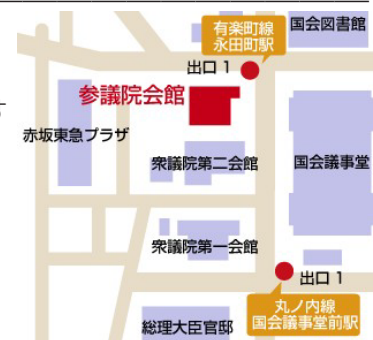 有楽町線
永田町駅
国会図書館
出口 1
参議院会館
赤坂東急プラザ
衆議院第二会館
国会議事堂
衆議院第一会館
出口 1
丸ノ内線
国会議事堂前駅
総理大臣官邸